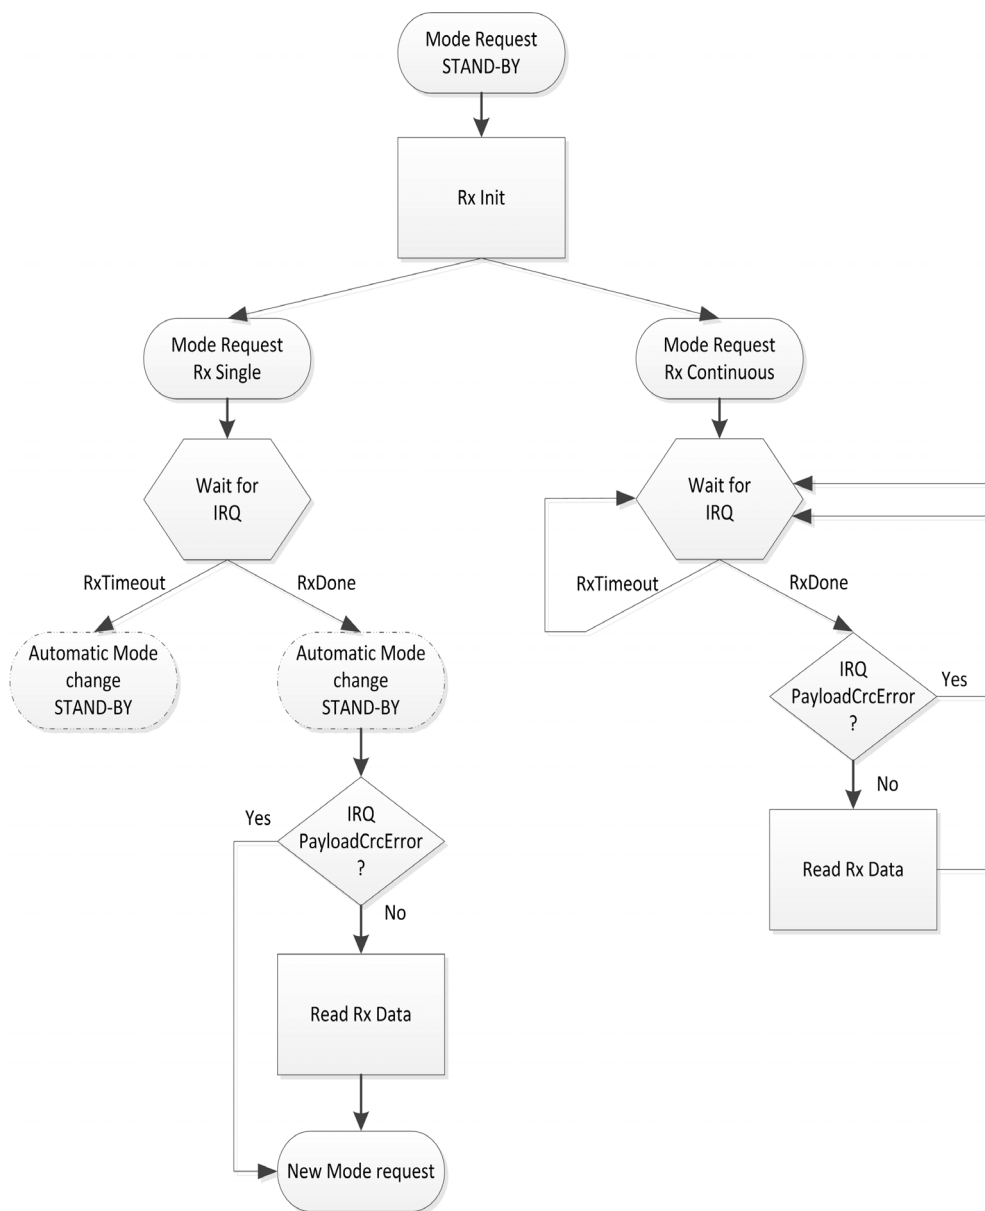 Mode Request
STAND-BY
Rx Init
Mode Request
Rx Single
Mode Request
Rx Continuous
Wait for
IRQ
Wait for
IRQ
RxTimeout
RxDone
RxTimeout
RxDone
Automatic Mode
change
STAND-BY
Automatic Mode
change
STAND-BY
IRQ
PayloadCrcError
?
Yes
No
Yes
IRQ
PayloadCrcError
?
No
Read Rx Data
Read Rx Data
New Mode request